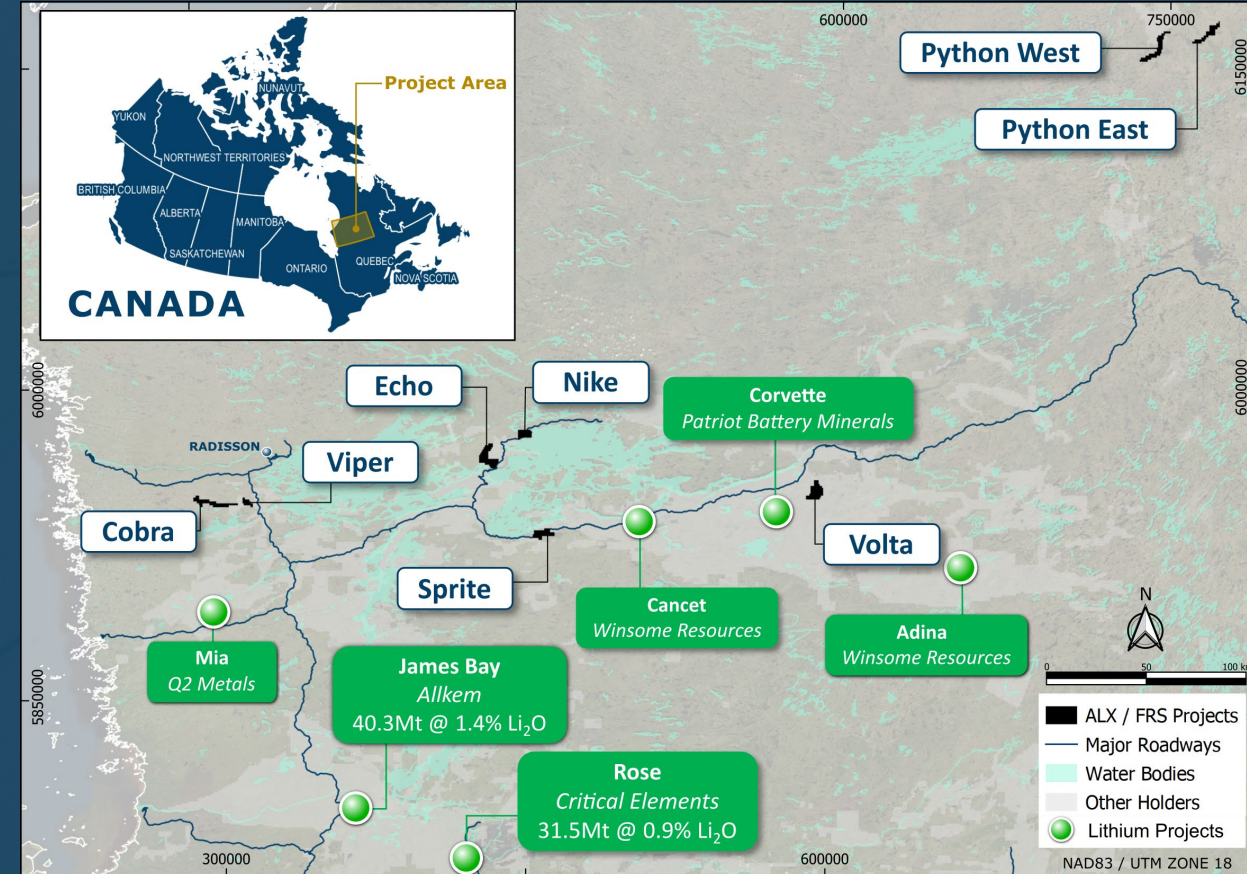 600000
750000
6150000
NUNAVUT
Project Area
YUKON
NORTHWEST TERRITORIES
BRITISH COLUMBIA
ALBERTA
MANITOBA
SASKATCHEWAN
ONTARIO
QUEBEC
NOVA SCOTIA
CANADA
Python West
Python East
6000000
6000000
Echo
Nike
Corvette
Patriot Battery Minerals
RADISSON
Viper
Cobra
Volta
Sprite
Cancet
Winsome Resources
Adina
Winsome Resources
Mia
Q2 Metals
James Bay
Allkem
40.3Mt @ 1.4% Li₂O
Rose
Critical Elements
31.5Mt @ 0.9% Li₂O
5850000
N
0 50 100 km
ALX / FRS Projects
Major Roadways
Water Bodies
Other Holders
Lithium Projects
300000
600000
NAD83 / UTM ZONE 18